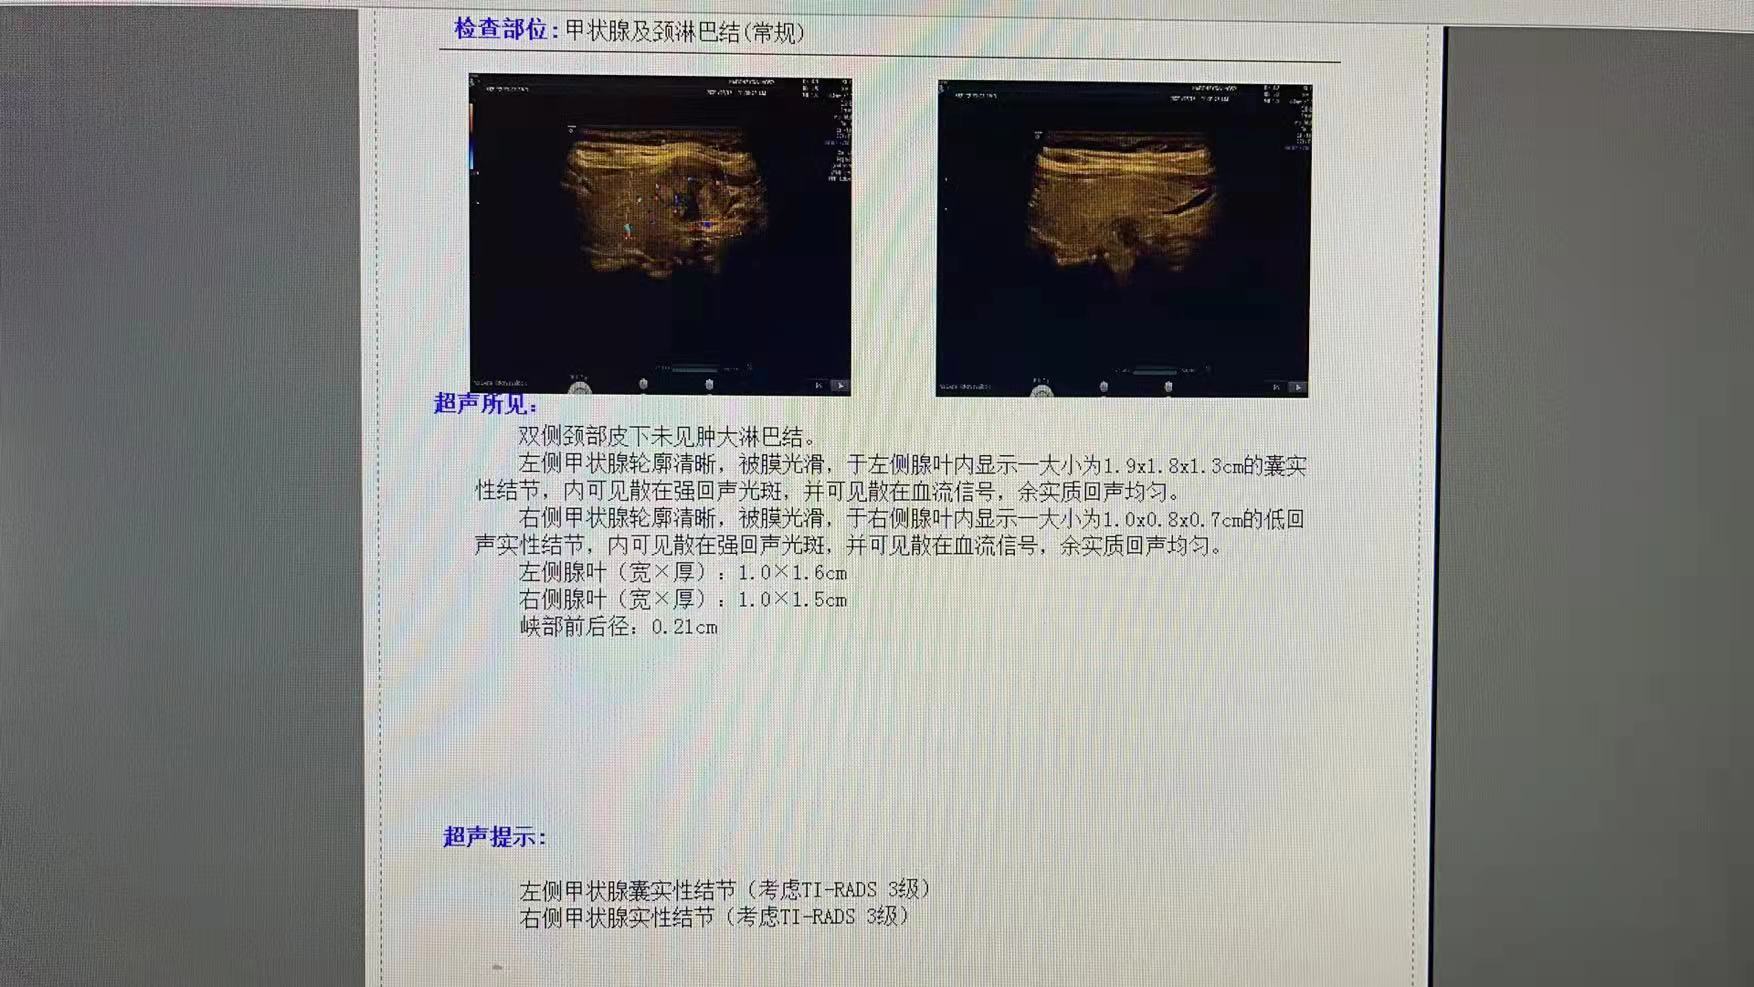 检查部位:甲状腺及颈淋巴结(常规)
超声所见:
双侧颈部皮下未见肿大淋巴结。
左侧甲状腺轮廓清晰，被膜光滑，于左侧腺叶内显示一大小为1.9x1.8x1.3cm的囊实
性结节，内可见散在强回声光斑，并可见散在血流信号，余实质回声均匀。
右侧甲状腺轮廓清晰，被膜光滑，于右侧腺叶内显示一大小为1.0x0.8x0.7cm的低回
声实性结节，内可见散在强回声光斑，并可见散在血流信号，余实质回声均匀。
左侧腺叶（宽×厚）：1.0×1.6cm
右侧腺叶（宽×厚）：1.0×1.5cm
峡部前后径：0.21cm
超声提示:
左侧甲状腺囊实性结节（考虑TI-RADS 3级）
右侧甲状腺实性结节（考虑TI-RADS 3级）